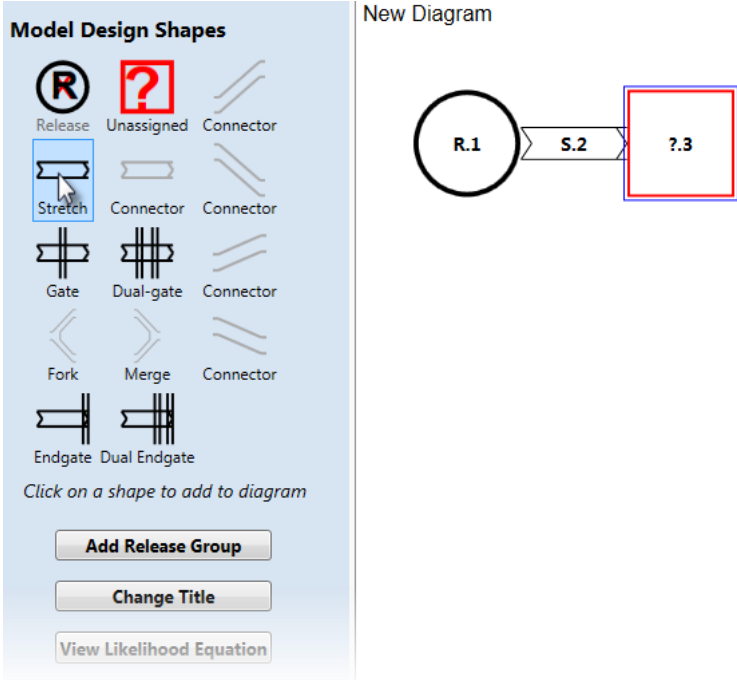 Model Design Shapes
R ?
Release Unassigned Connector
Stretch Connector Connector
Gate Dual-gate Connector
Fork Merge Connector
Endgate Dual Endgate
Click on a shape to add to diagram
Add Release Group
Change Title
View Likelihood Equation
New Diagram
R.1 S.2 ?.3